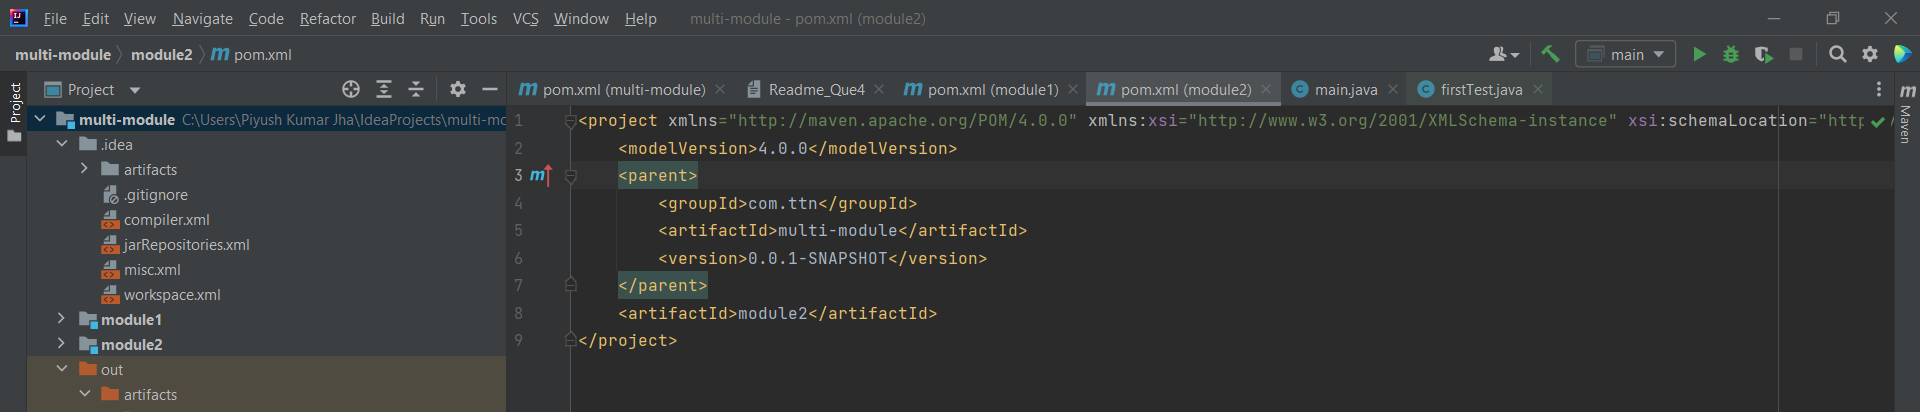 File Edit View Navigate Code Refactor Build Run Tools VCS Window Help multi-module - pom.xml (module2)
multi-module module2 m pom.xml main
Project
Project
m pom.xml (multi-module) Readme_Que4 m pom.xml (module1) m pom.xml (module2) C main.java C firstTest.java
m Maven
multi-module C:\Users\Piyush Kumar Jha\IdeaProjects\multi-mo
.idea
artifacts
.gitignore
compiler.xml
jarRepositories.xml
misc.xml
workspace.xml
module1
module2
out
artifacts
1 <project xmlns="http://maven.apache.org/POM/4.0.0" xmlns:xsi="http://www.w3.org/2001/XMLSchema-instance" xsi:schemaLocation="http
2 <modelVersion>4.0.0</modelVersion>
3 m <parent>
4 <groupId>com.ttn</groupId>
5 <artifactId>multi-module</artifactId>
6 <version>0.0.1-SNAPSHOT</version>
7 </parent>
8 <artifactId>module2</artifactId>
9 </project>